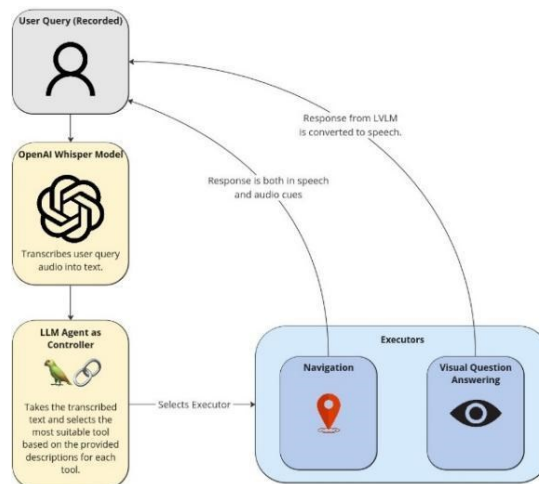 User Query (Recorded)
OpenAI Whisper Model
Transcribes user query
audio into text.
LLM Agent as
Controller
Takes the transcribed
text and selects the
most suitable tool
based on the provided
descriptions for each
tool.
Selects Executor
Response is both in speech
and audio cues
Response from LVLM
is converted to speech.
Executors
Navigation
Visual Question
Answering